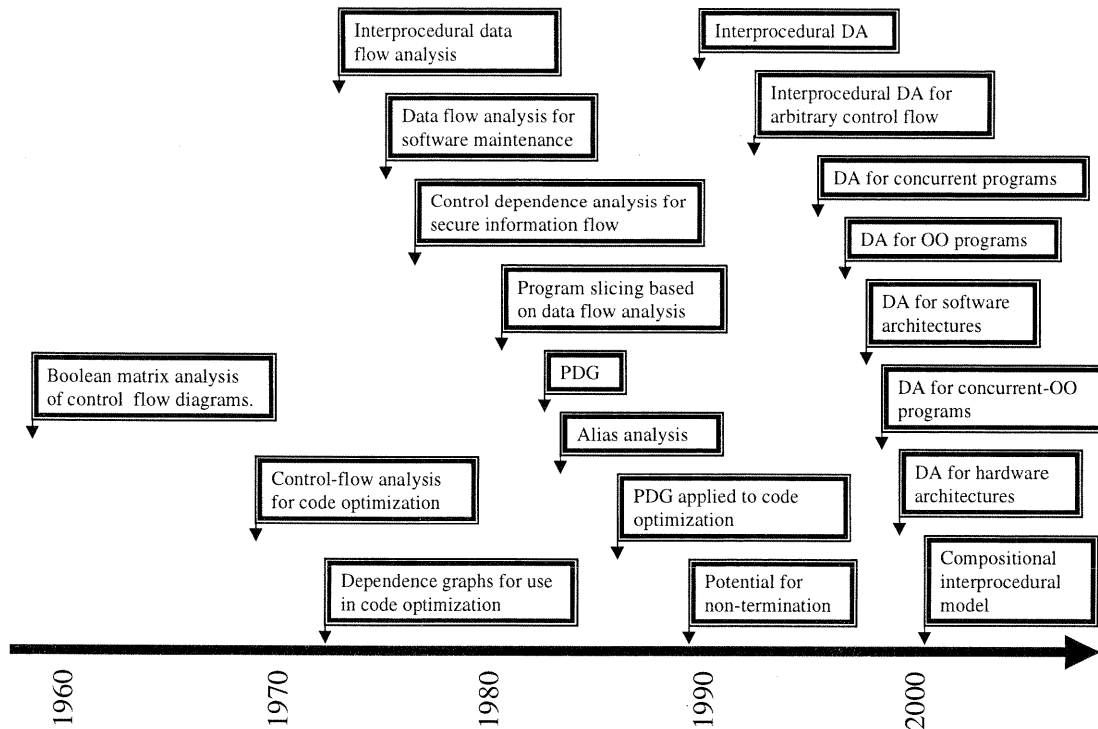 Interprocedural data
flow analysis
Interprocedural DA
Data flow analysis for
software maintenance
Interprocedural DA for
arbitrary control flow
Control dependence analysis for
secure information flow
DA for concurrent programs
DA for OO programs
Program slicing based
on data flow analysis
DA for software
architectures
Boolean matrix analysis
of control flow diagrams.
PDG
DA for concurrent-OO
programs
Alias analysis
Control-flow analysis
for code optimization
PDG applied to code
optimization
DA for hardware
architectures
Dependence graphs for use
in code optimization
Potential for
non-termination
Compositional
interprocedural
model
1960
1970
1980
1990
2000